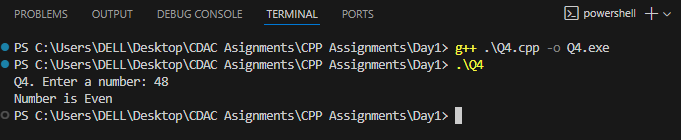 PROBLEMS OUTPUT DEBUG CONSOLE TERMINAL PORTS powershell
PS C:\Users\DELL\Desktop\CDAC Asignments\CPP Assignments\Day1> g++ .\Q4.cpp -o Q4.exe
PS C:\Users\DELL\Desktop\CDAC Asignments\CPP Assignments\Day1> .\Q4
Q4. Enter a number: 48
Number is Even
PS C:\Users\DELL\Desktop\CDAC Asignments\CPP Assignments\Day1>